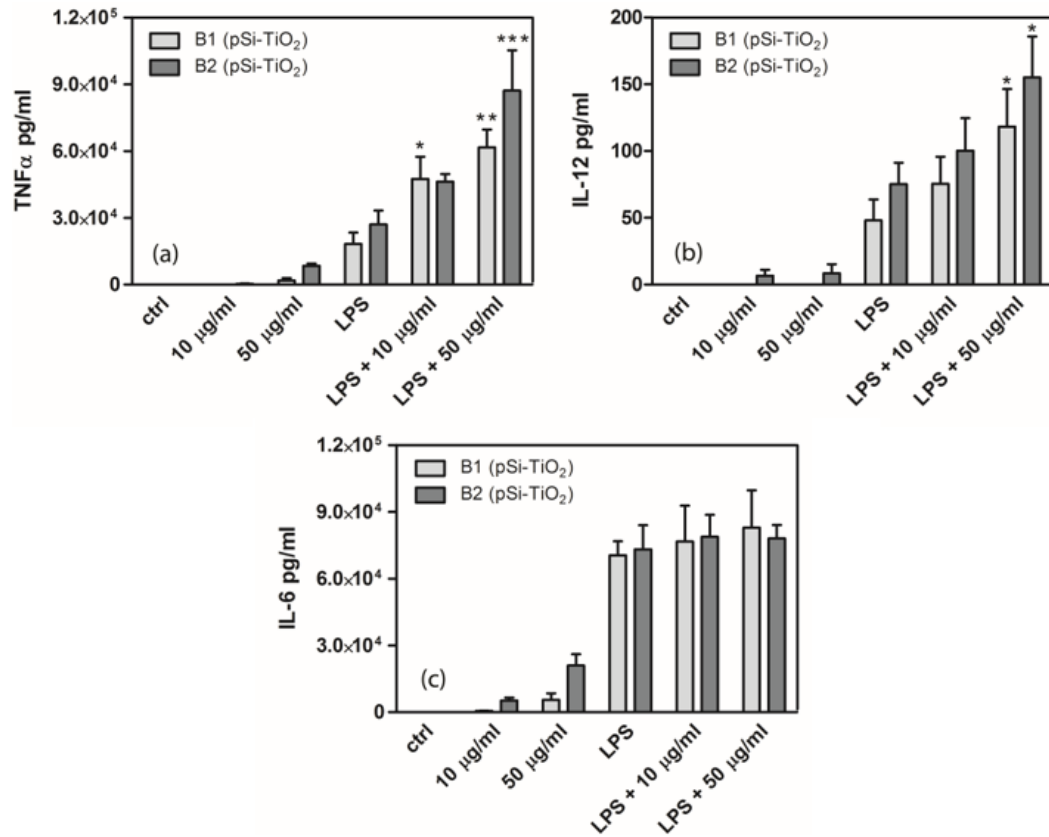 1.2×10⁵
9.0×10⁴
6.0×10⁴
3.0×10⁴
0
TNFα pg/ml
B1 (pSi-TiO₂)
B2 (pSi-TiO₂)
*
**
***
(a)
ctrl
10 µg/ml
50 µg/ml
LPS
LPS + 10 µg/ml
LPS + 50 µg/ml
200
150
100
50
0
IL-12 pg/ml
B1 (pSi-TiO₂)
B2 (pSi-TiO₂)
*
*
(b)
ctrl
10 µg/ml
50 µg/ml
LPS
LPS + 10 µg/ml
LPS + 50 µg/ml
1.2×10⁵
9.0×10⁴
6.0×10⁴
3.0×10⁴
0
IL-6 pg/ml
B1 (pSi-TiO₂)
B2 (pSi-TiO₂)
(c)
ctrl
10 µg/ml
50 µg/ml
LPS
LPS + 10 µg/ml
LPS + 50 µg/ml